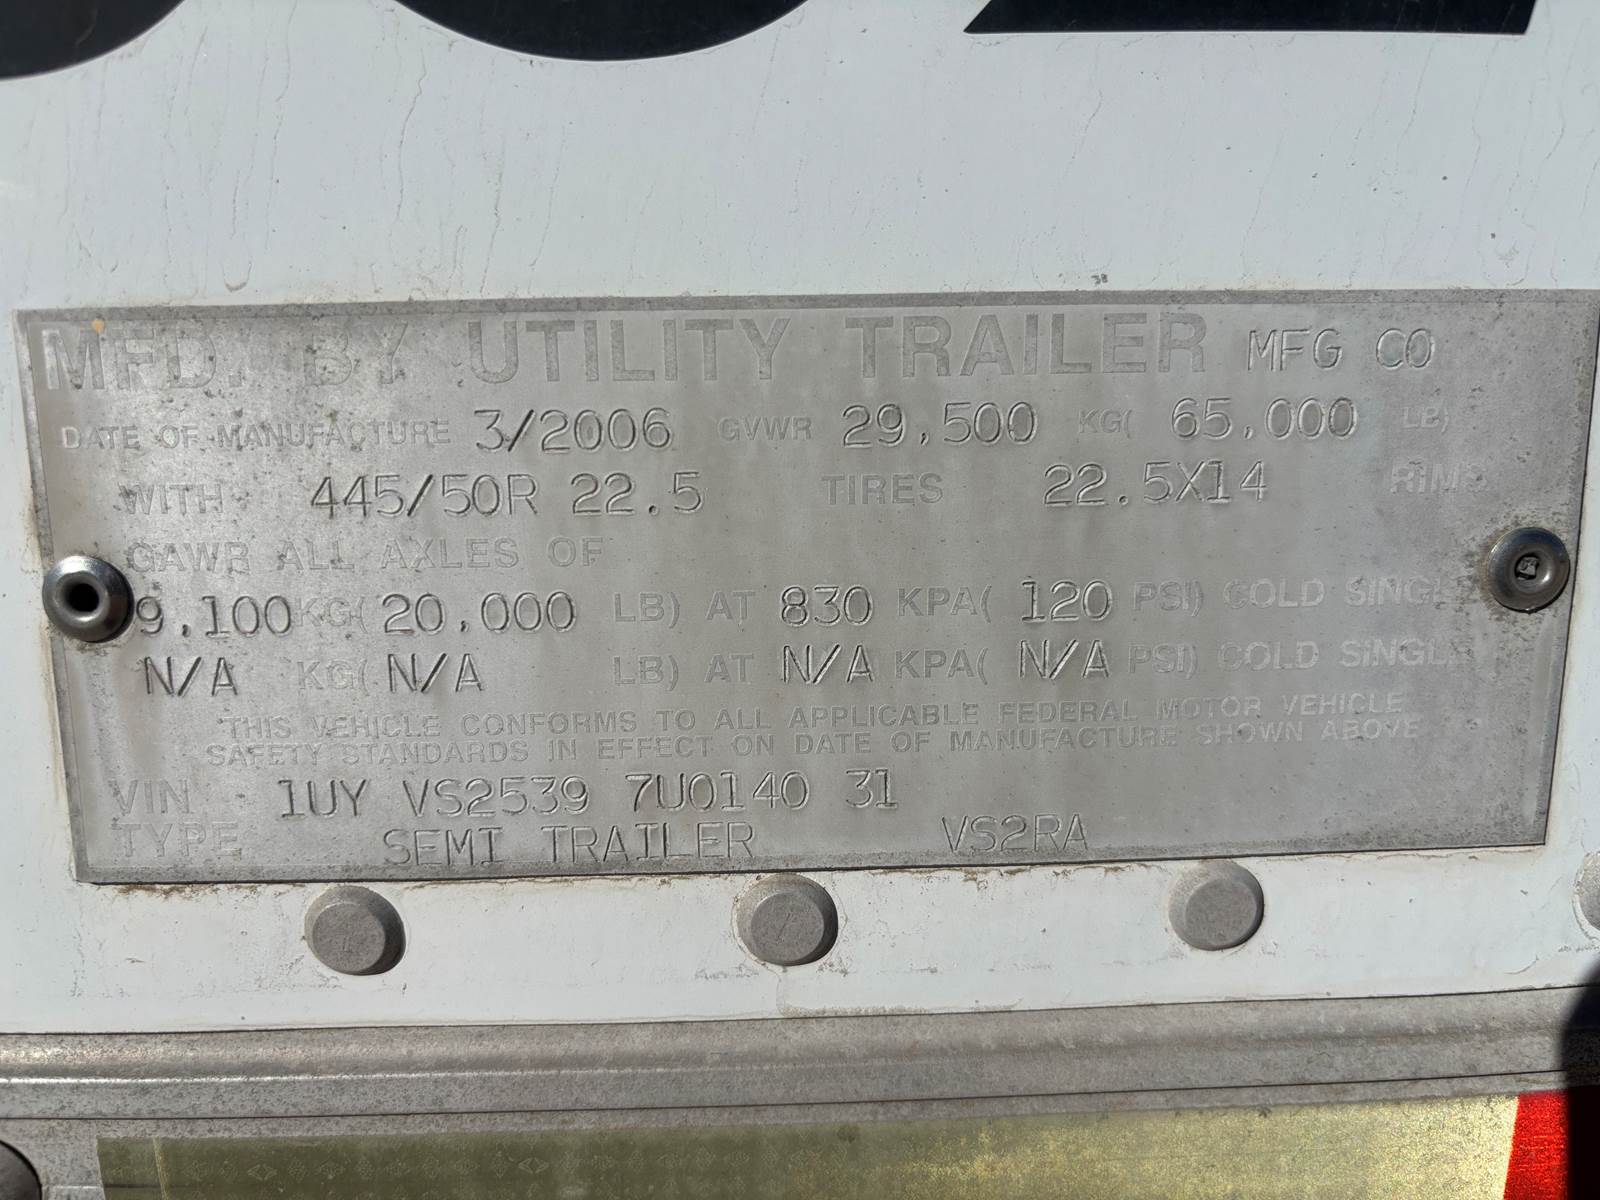 MFD. BY UTILITY TRAILER MFG CO
DATE OF MANUFACTURE 3/2006 GVWR 29,500 KG( 65,000 LB)
WITH 445/50R 22.5 TIRES 22.5X14 RIMS
GAWR ALL AXLES OF
9,100 KG( 20,000 LB) AT 830 KPA( 120 PSI) COLD SINGLE
N/A KG( N/A LB) AT N/A KPA( N/A PSI) COLD SINGLE
THIS VEHICLE CONFORMS TO ALL APPLICABLE FEDERAL MOTOR VEHICLE
SAFETY STANDARDS IN EFFECT ON DATE OF MANUFACTURE SHOWN ABOVE
VIN 1UY VS2539 7U0140 31
TYPE SEMI TRAILER VS2RA